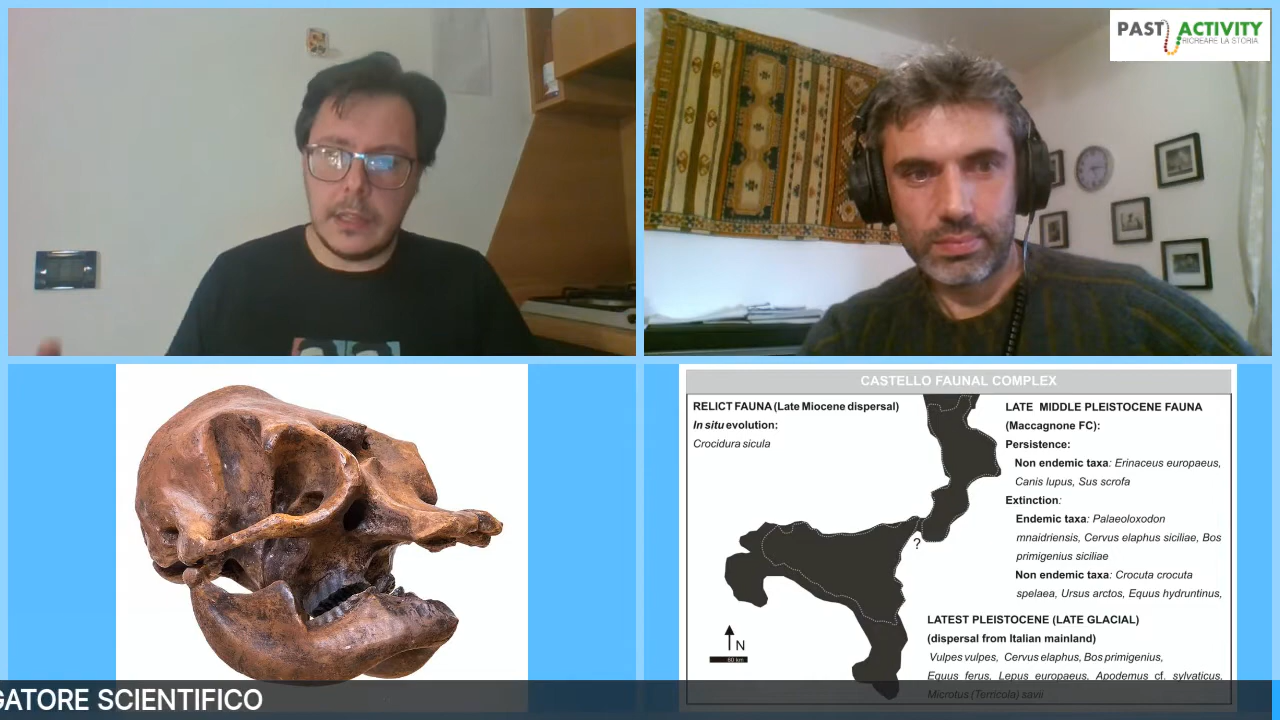 PAST ACTIVITY
RICREARE LA STORIA
CASTELLO FAUNAL COMPLEX
RELICT FAUNA (Late Miocene dispersal)
In situ evolution:
Crocidura sicula
LATE MIDDLE PLEISTOCENE FAUNA
(Maccagnone FC):
Persistence:
Non endemic taxa: Erinaceus europaeus,
Canis lupus, Sus scrofa
Extinction:
Endemic taxa: Palaeoloxodon
mnaidriensis, Cervus elaphus siciliae, Bos
primigenius siciliae
Non endemic taxa: Crocuta crocuta
spelaea, Ursus arctos, Equus hydruntinus,
?
N
80 km
LATEST PLEISTOCENE (LATE GLACIAL)
(dispersal from Italian mainland)
Vulpes vulpes, Cervus elaphus, Bos primigenius,
Equus ferus, Lepus europaeus, Apodemus cf. sylvaticus,
Microtus (Terricola) savii
GATORE SCIENTIFICO